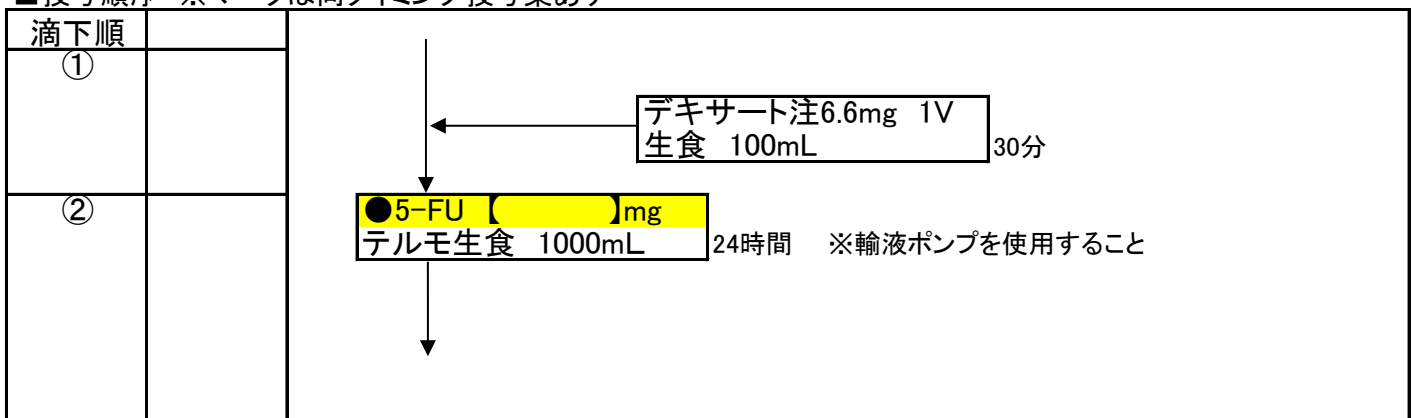 滴下順
①
デキサート注6.6mg 1V
生食 100mL
30分
②
●5-FU 【 】mg
テルモ生食 1000mL
24時間 ※輸液ポンプを使用すること